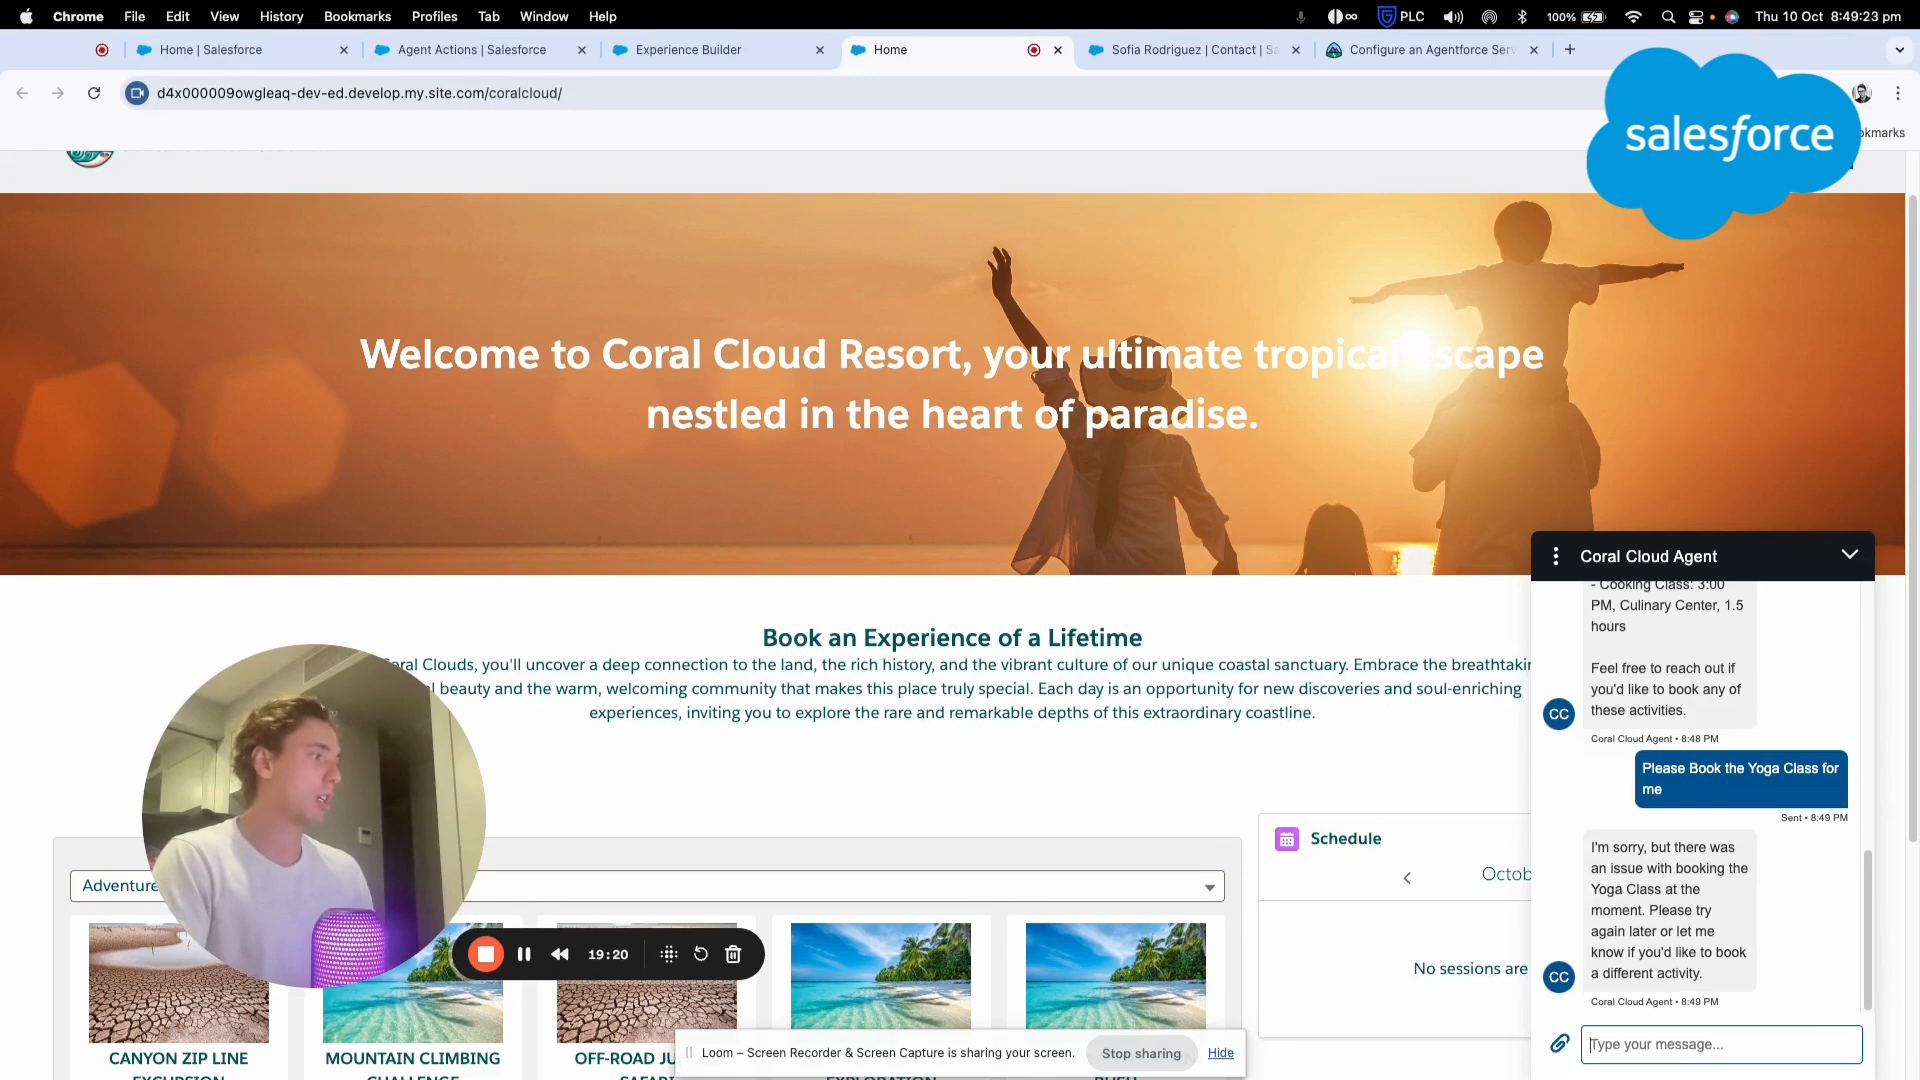 Chrome File Edit View History Bookmarks Profiles Tab Window Help PLC 100% Thu 10 Oct 8:49:23 pm
Home | Salesforce Agent Actions | Salesforce Experience Builder Home Sofia Rodriguez | Contact | Sa Configure an Agentforce Serv
d4x000009owgleaq-dev-ed.develop.my.site.com/coralcloud/
salesforce
Welcome to Coral Cloud Resort, your ultimate tropical escape
nestled in the heart of paradise.
Book an Experience of a Lifetime
Coral Clouds, you'll uncover a deep connection to the land, the rich history, and the vibrant culture of our unique coastal sanctuary. Embrace the breathtakin
beauty and the warm, welcoming community that makes this place truly special. Each day is an opportunity for new discoveries and soul-enriching
experiences, inviting you to explore the rare and remarkable depths of this extraordinary coastline.
Adventure
Schedule
Octob
No sessions are
CANYON ZIP LINE
EXCURSION
MOUNTAIN CLIMBING
CHALLENGE
OFF-ROAD JU
SAFARI
EXPLORATION
RUSH
19:20
Loom – Screen Recorder & Screen Capture is sharing your screen. Stop sharing Hide
Coral Cloud Agent
- Cooking Class: 3:00
PM, Culinary Center, 1.5
hours
Feel free to reach out if
you'd like to book any of
these activities.
CC
Coral Cloud Agent • 8:48 PM
Please Book the Yoga Class for
me
Sent • 8:49 PM
I'm sorry, but there was
an issue with booking the
Yoga Class at the
moment. Please try
again later or let me
know if you'd like to book
a different activity.
CC
Coral Cloud Agent • 8:49 PM
Type your message...